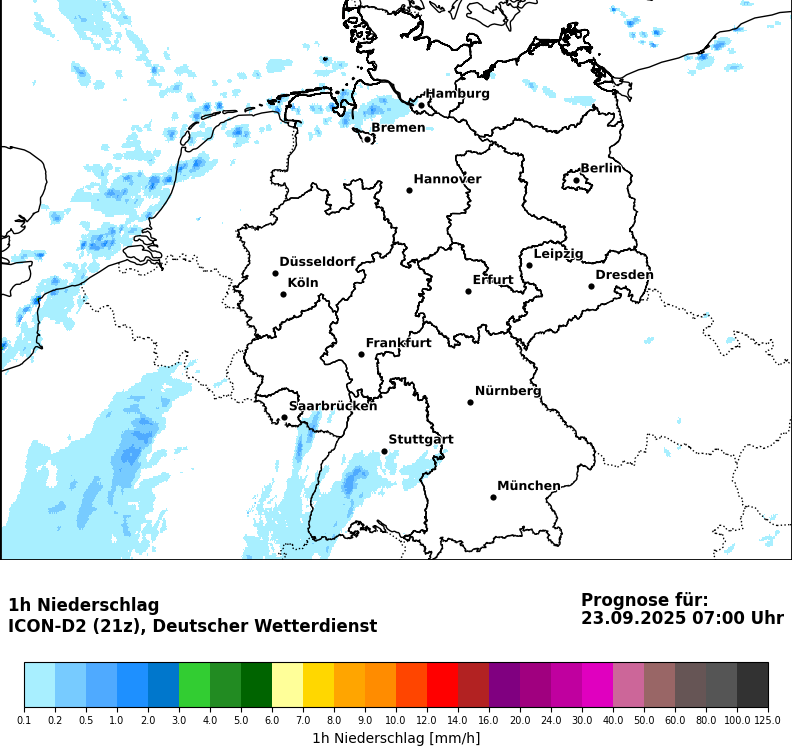 Hamburg
Bremen
Berlin
Hannover
Leipzig
Düsseldorf
Dresden
Köln
Erfurt
Frankfurt
Nürnberg
Saarbrücken
Stuttgart
München
1h Niederschlag
ICON-D2 (21z), Deutscher Wetterdienst
Prognose für:
23.09.2025 07:00 Uhr
0.1 0.2 0.5 1.0 2.0 3.0 4.0 5.0 6.0 7.0 8.0 9.0 10.0 12.0 14.0 16.0 20.0 24.0 30.0 40.0 50.0 60.0 80.0 100.0 125.0
1h Niederschlag [mm/h]